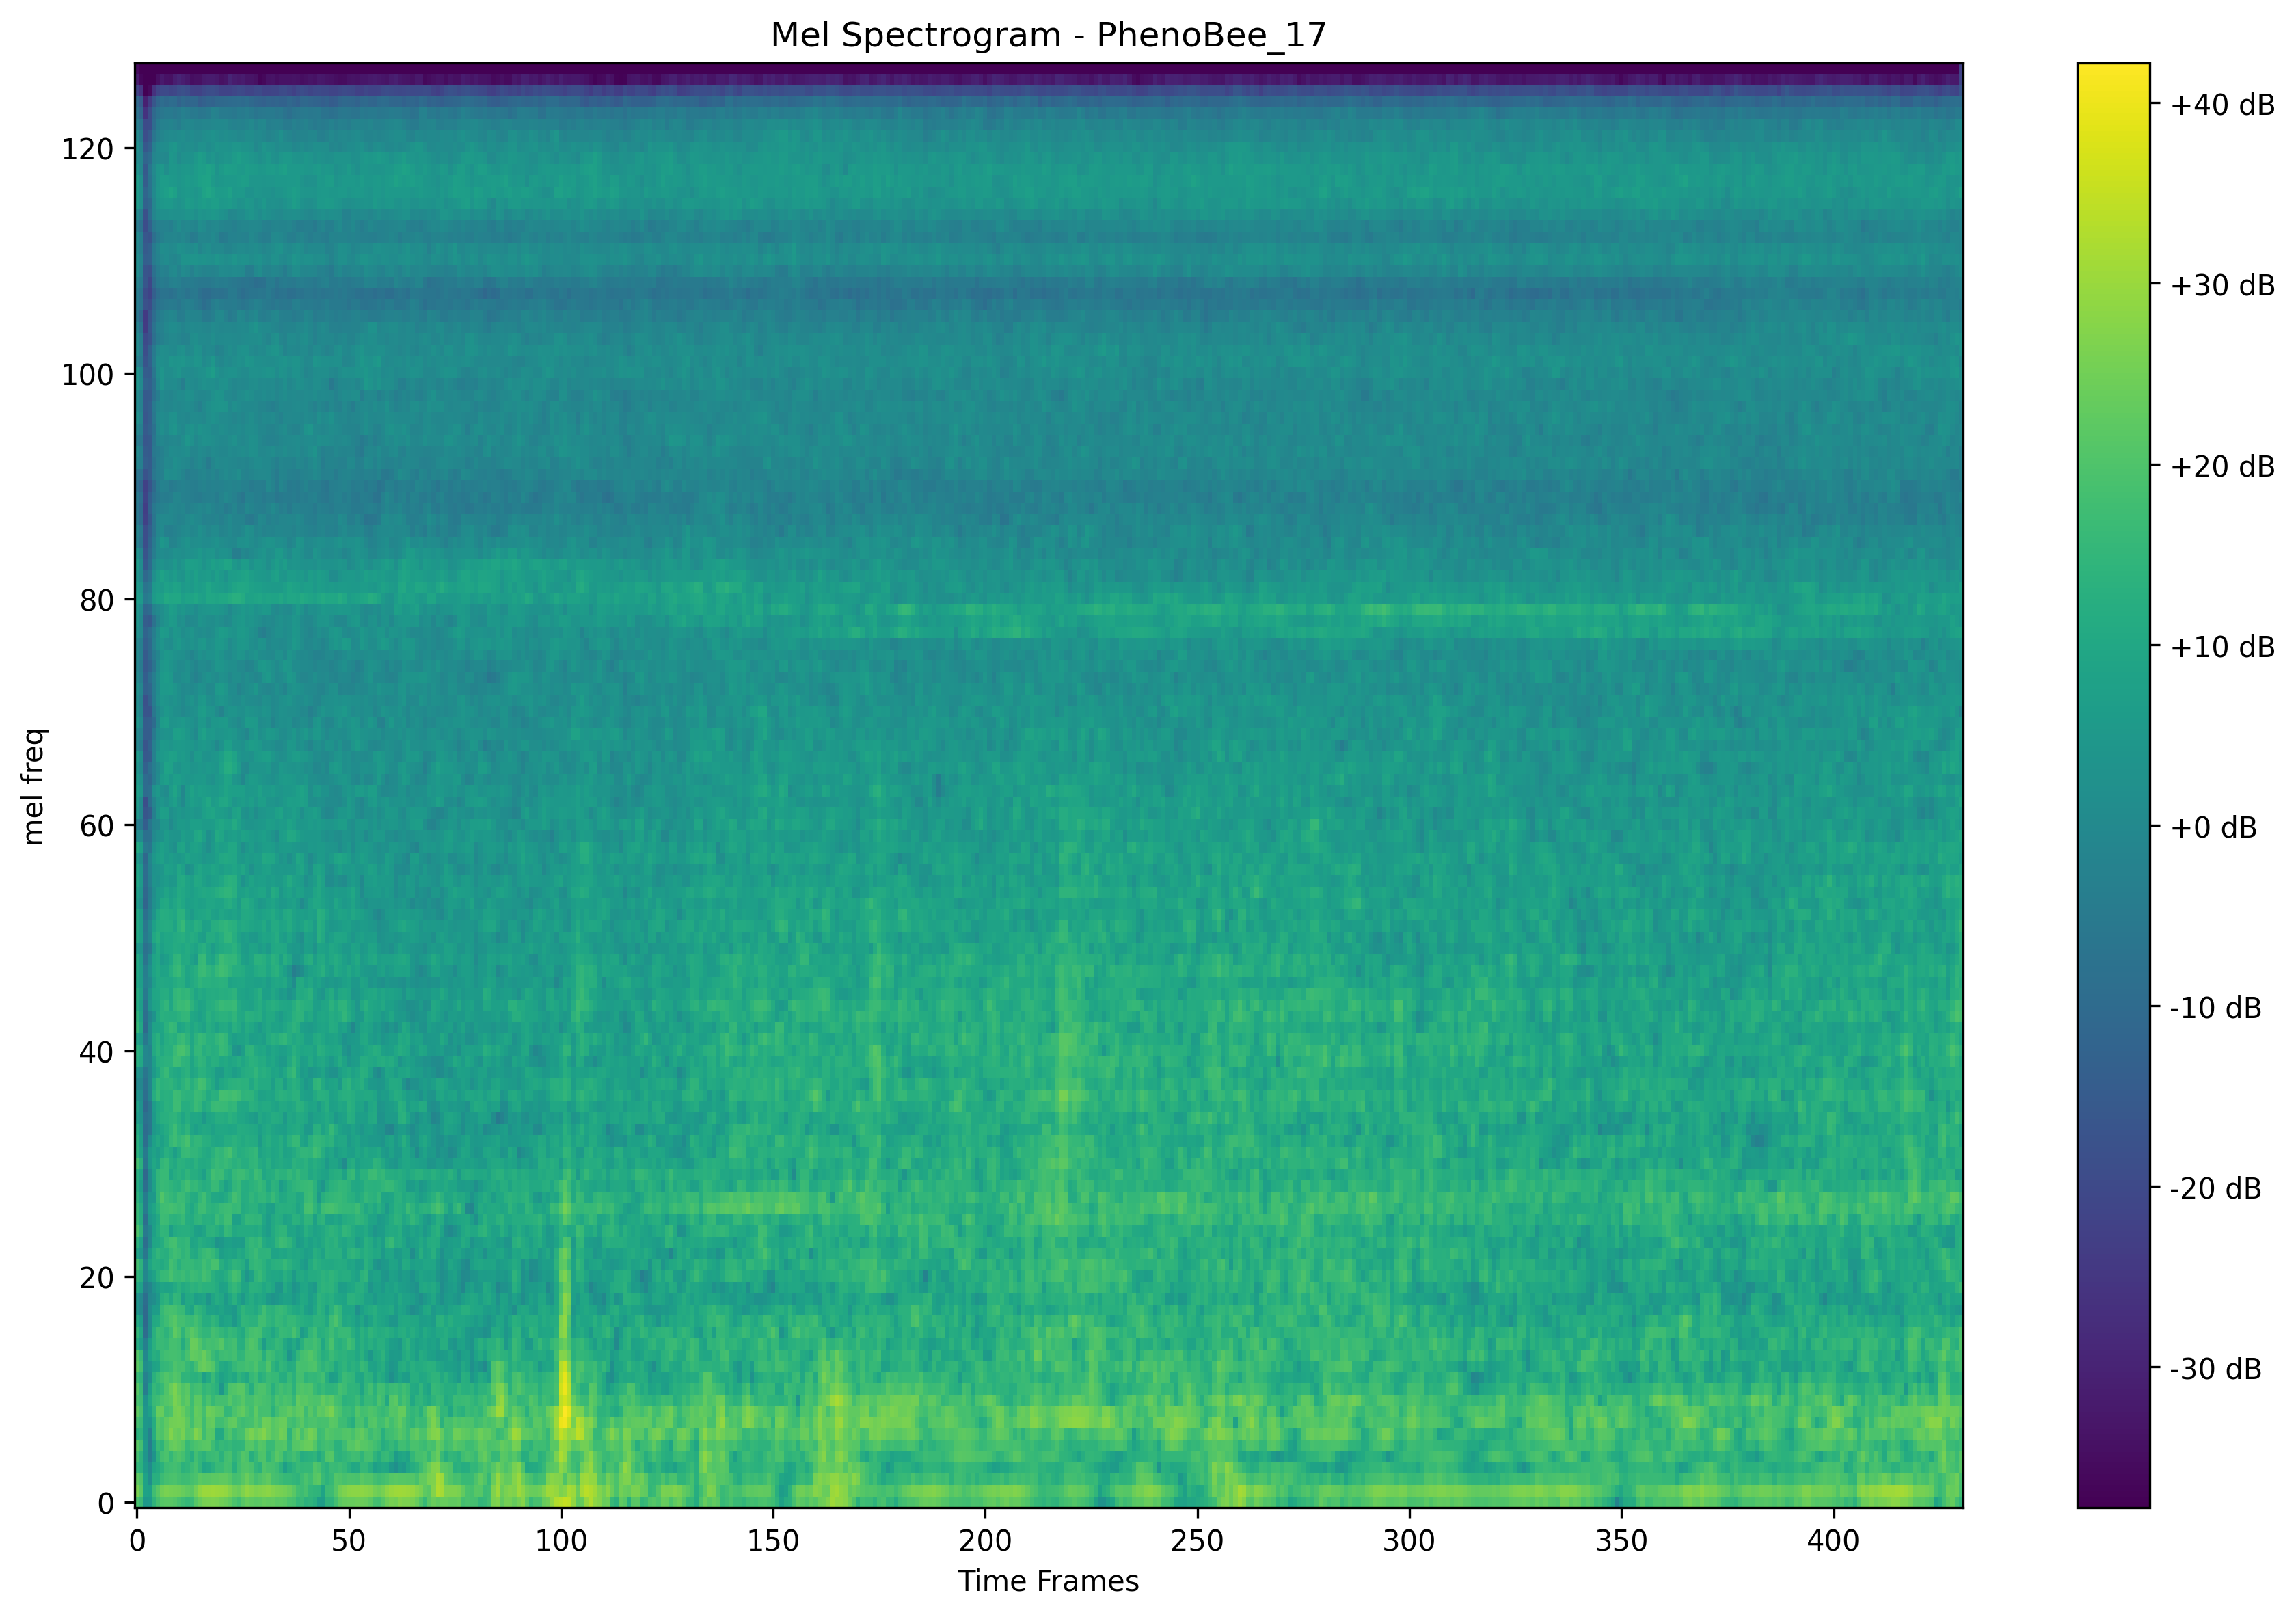 Mel Spectrogram - PhenoBee_17
mel freq
120
100
80
60
40
20
0
0 50 100 150 200 250 300 350 400
Time Frames
+40 dB
+30 dB
+20 dB
+10 dB
+0 dB
-10 dB
-20 dB
-30 dB